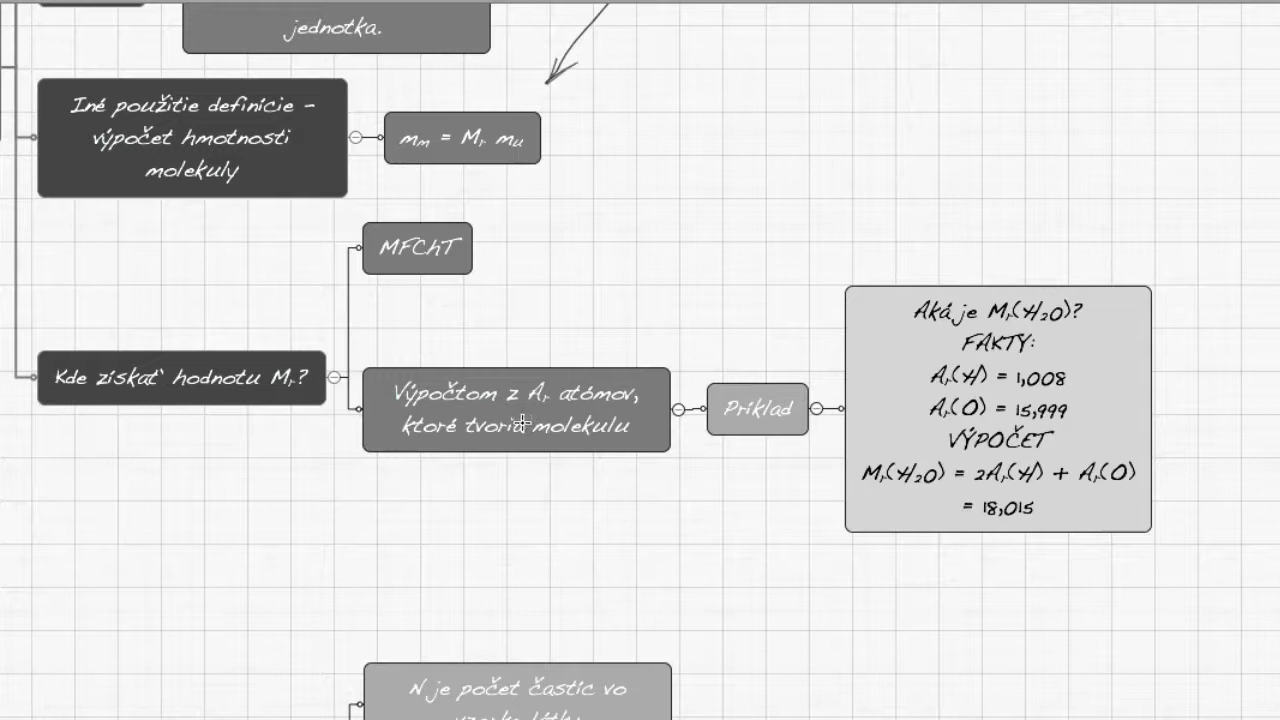 jednotka.
Iné použitie definície -
výpočet hmotnosti
molekuly
mₘ = Mᵣ mᵤ
MFChT
Kde získať hodnotu Mᵣ?
Výpočtom z Aᵣ atómov,
ktoré tvoria molekulu
Príklad
Aká je Mᵣ(H₂O)?
FAKTY:
Aᵣ(H) = 1,008
Aᵣ(O) = 15,999
VÝPOČET
Mᵣ(H₂O) = 2Aᵣ(H) + Aᵣ(O)
= 18,015
N je počet častíc vo